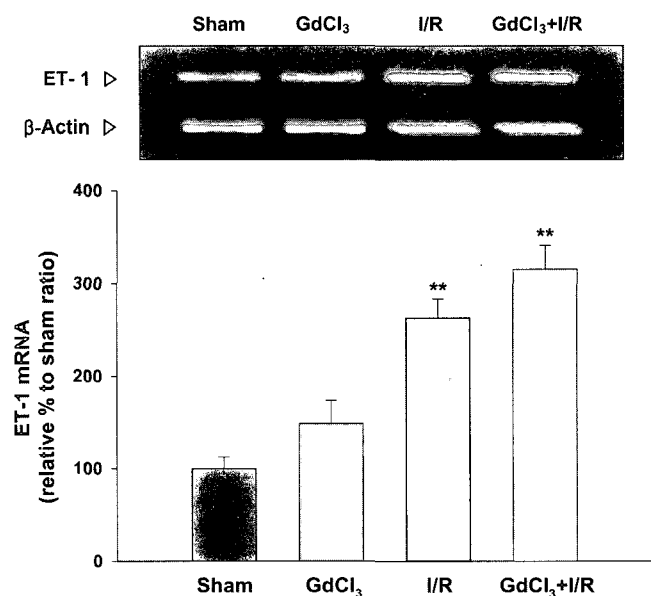 Sham GdCl₃ I/R GdCl₃+I/R
ET- 1 ▷
β-Actin ▷
ET-1 mRNA
(relative % to sham ratio)
400
300
200
100
0
**
**
Sham GdCl₃ I/R GdCl₃+I/R